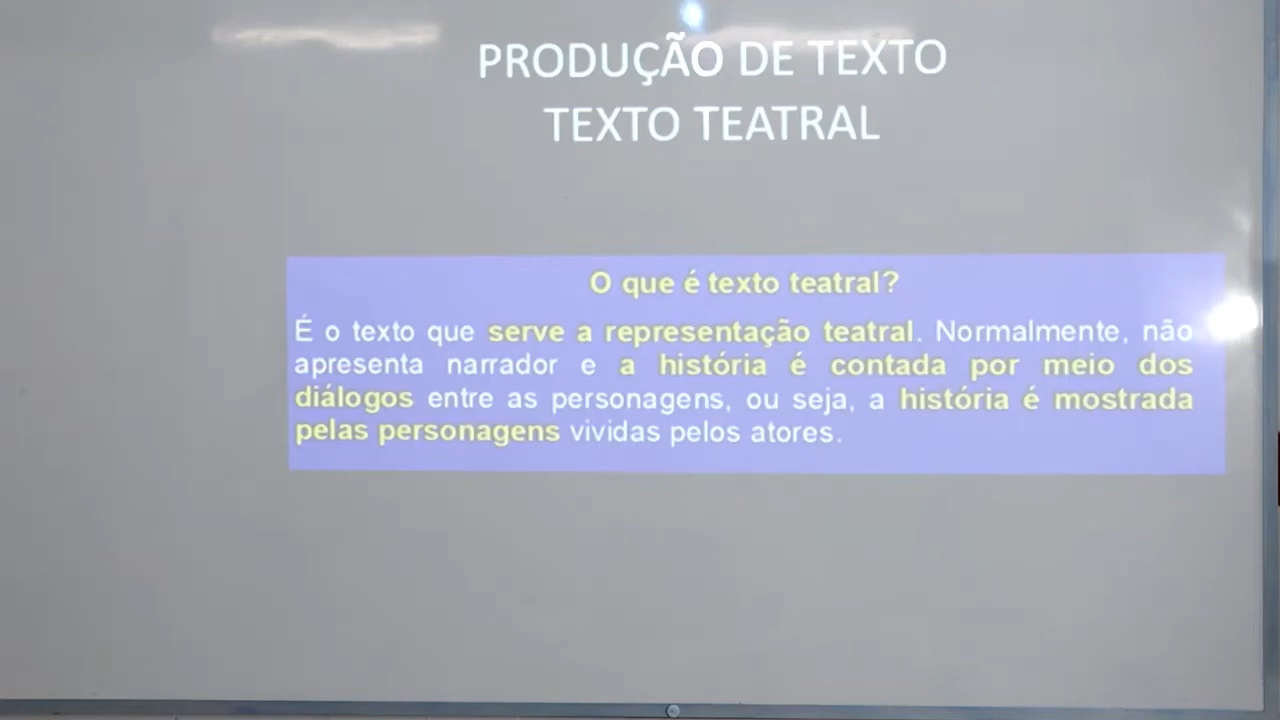 PRODUÇÃO DE TEXTO
TEXTO TEATRAL
O que é texto teatral?
É o texto que serve a representação teatral. Normalmente, não
apresenta narrador e a história é contada por meio dos
diálogos entre as personagens, ou seja, a história é mostrada
pelas personagens vividas pelos atores.